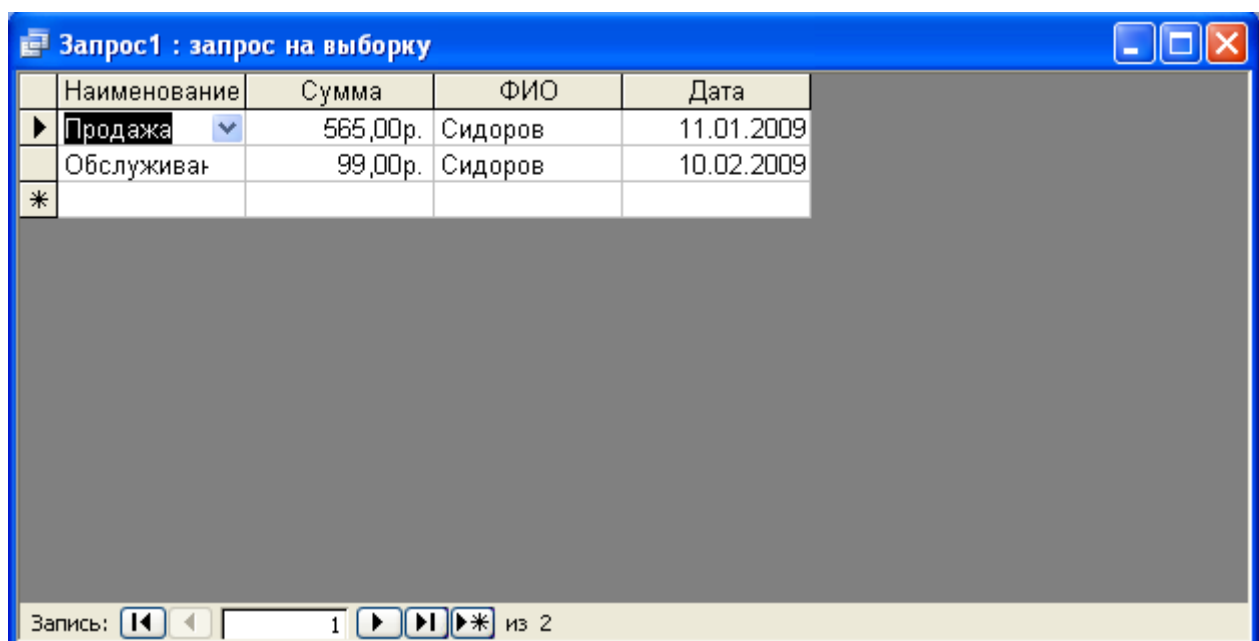 Запрос1 : запрос на выборку
Наименование Сумма ФИО Дата
Продажа 565,00р. Сидоров 11.01.2009
Обслуживан 99,00р. Сидоров 10.02.2009
Запись: 1 из 2